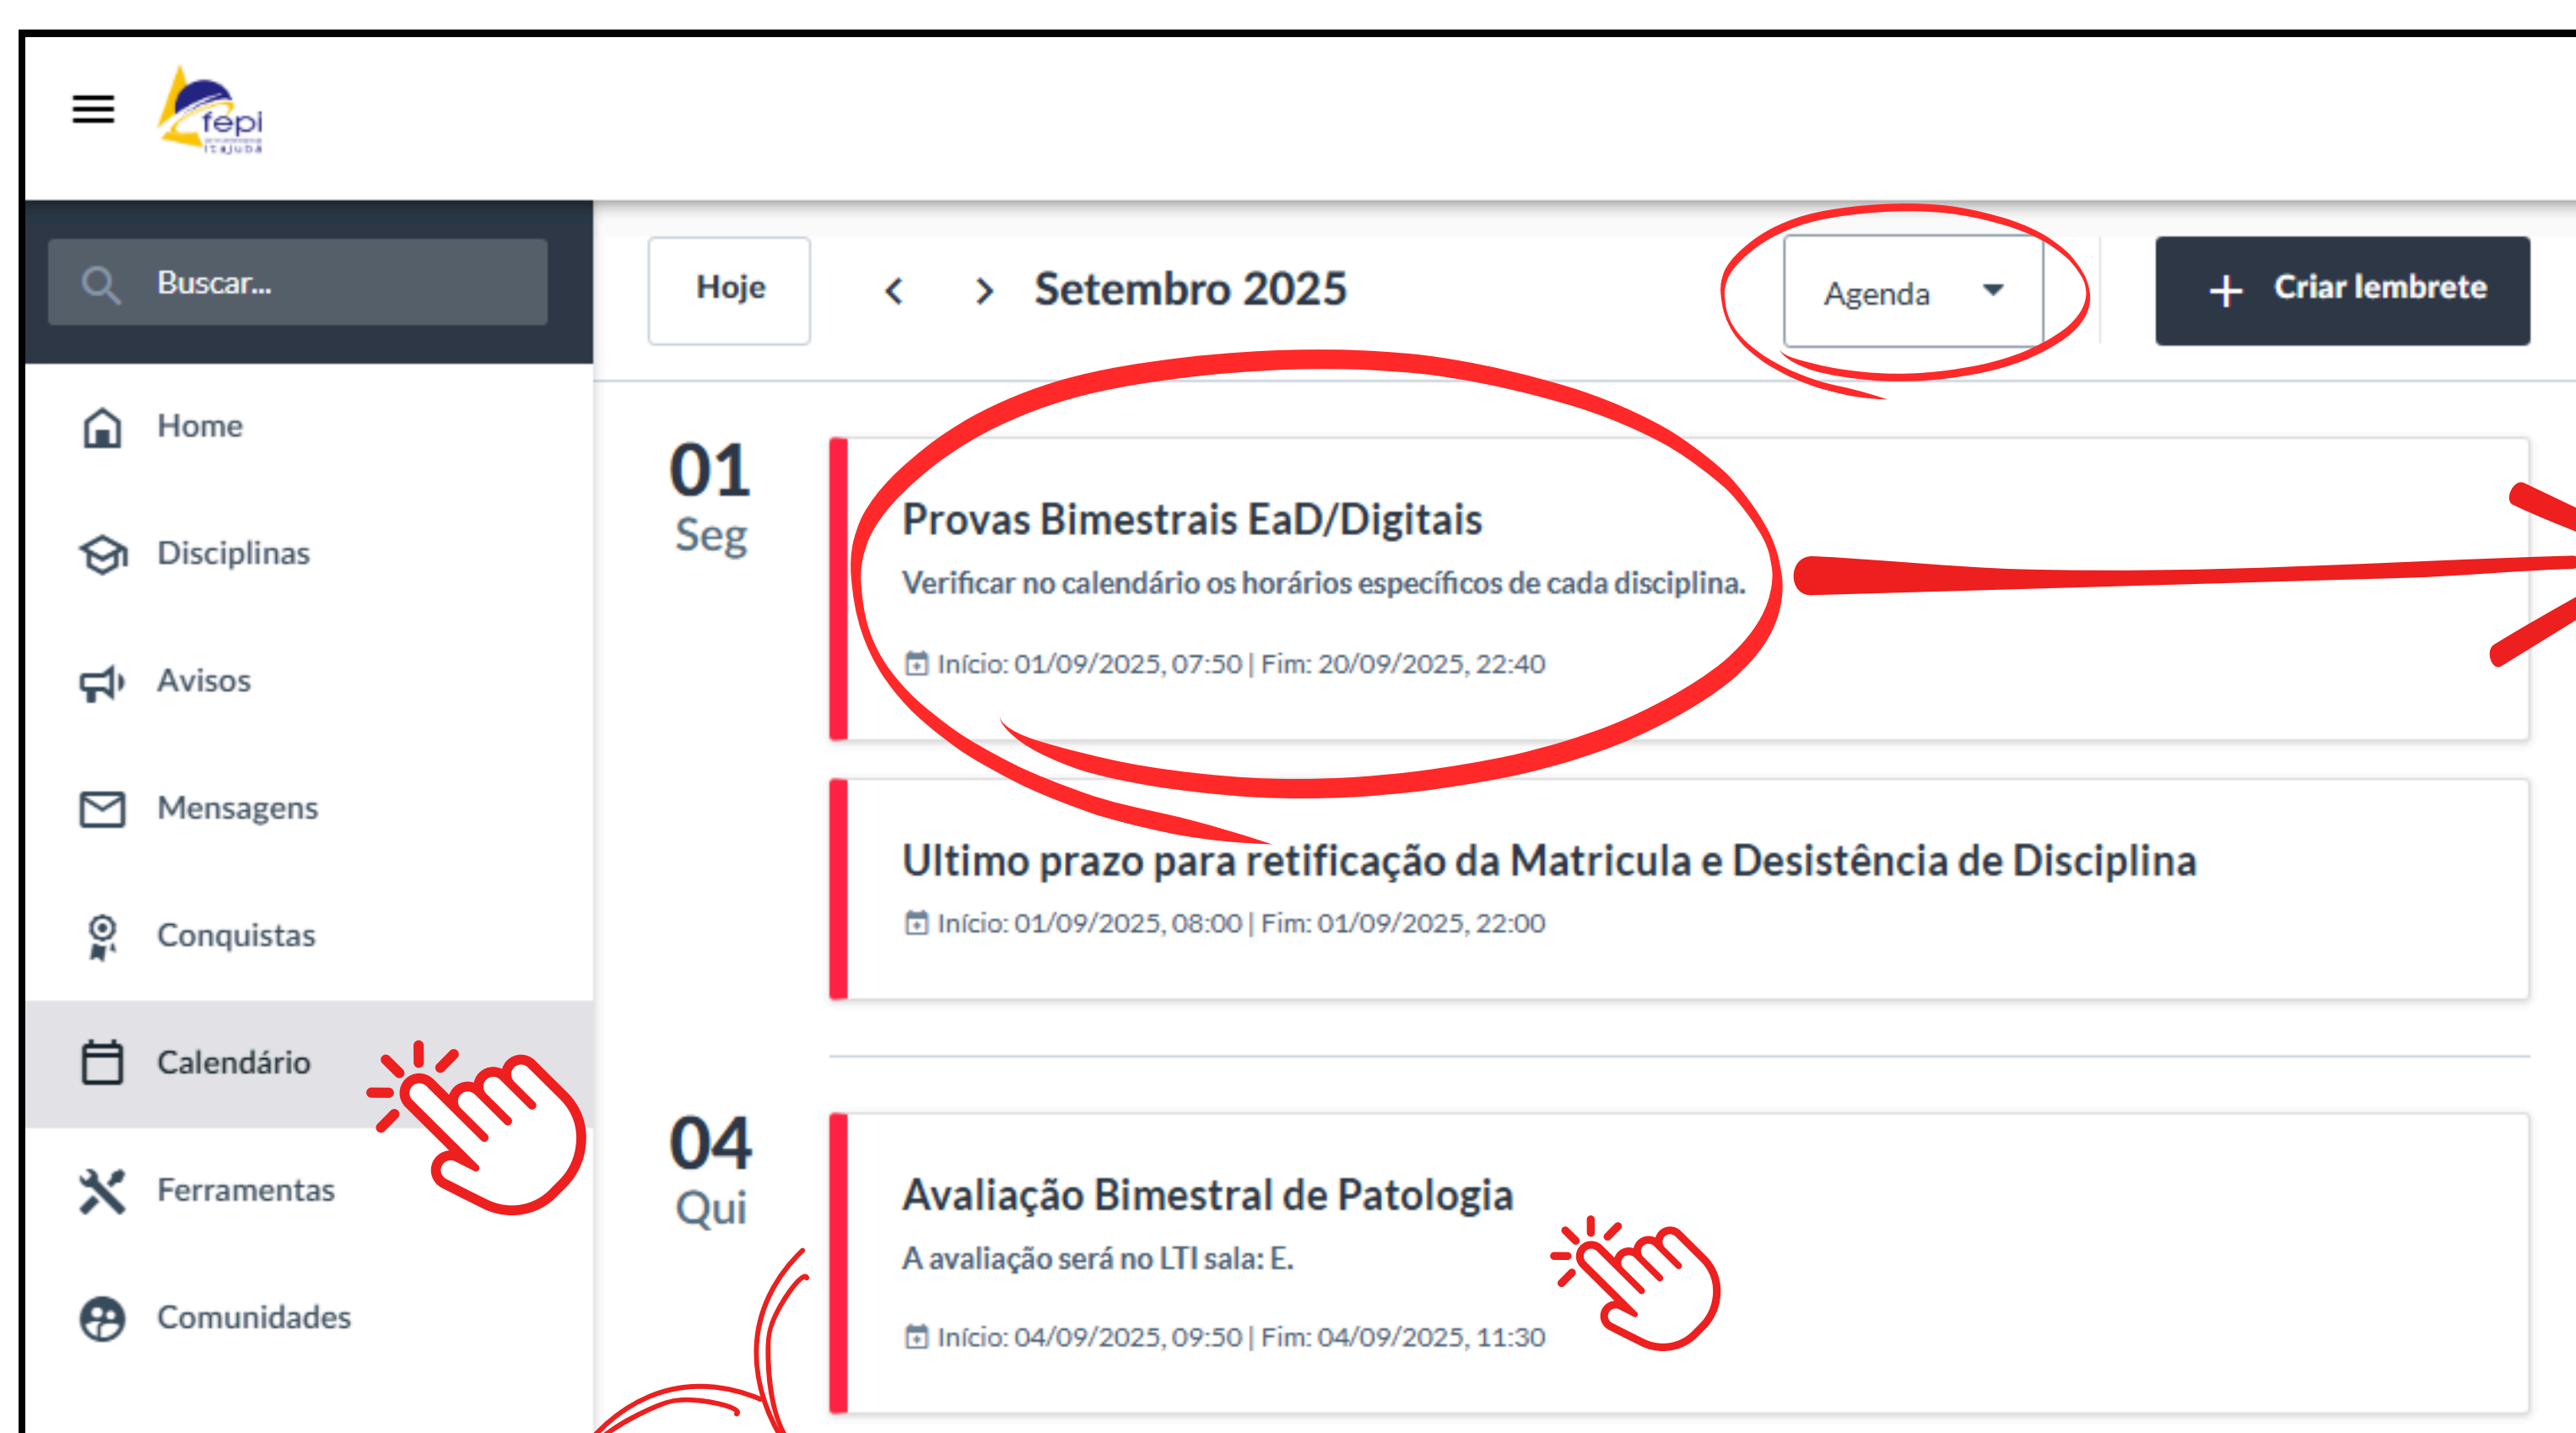 fepi
Itajubá
Buscar...
Home
Disciplinas
Avisos
Mensagens
Conquistas
Calendário
Ferramentas
Comunidades
Hoje
Setembro 2025
Agenda
+ Criar lembrete
01
Seg
Provas Bimestrais EaD/Digitais
Verificar no calendário os horários específicos de cada disciplina.
Início: 01/09/2025, 07:50 | Fim: 20/09/2025, 22:40
Ultimo prazo para retificação da Matricula e Desistência de Disciplina
Início: 01/09/2025, 08:00 | Fim: 01/09/2025, 22:00
04
Qui
Avaliação Bimestral de Patologia
A avaliação será no LTI sala: E.
Início: 04/09/2025, 09:50 | Fim: 04/09/2025, 11:30